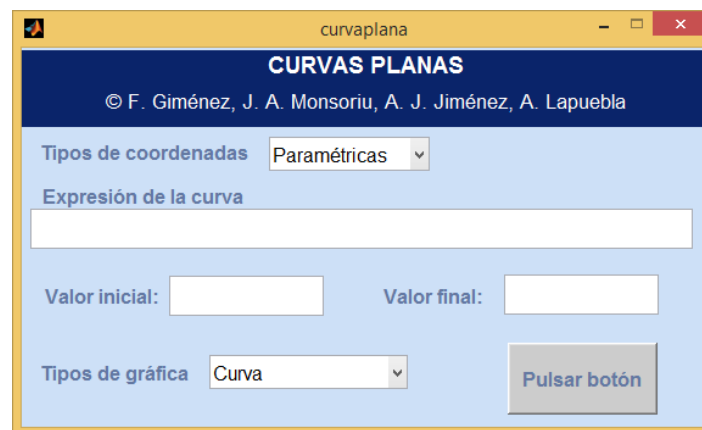 curvaplana
CURVAS PLANAS
© F. Giménez, J. A. Monsoriu, A. J. Jiménez, A. Lapuebla
Tipos de coordenadas Paramétricas
Expresión de la curva
Valor inicial: Valor final:
Tipos de gráfica Curva
Pulsar botón